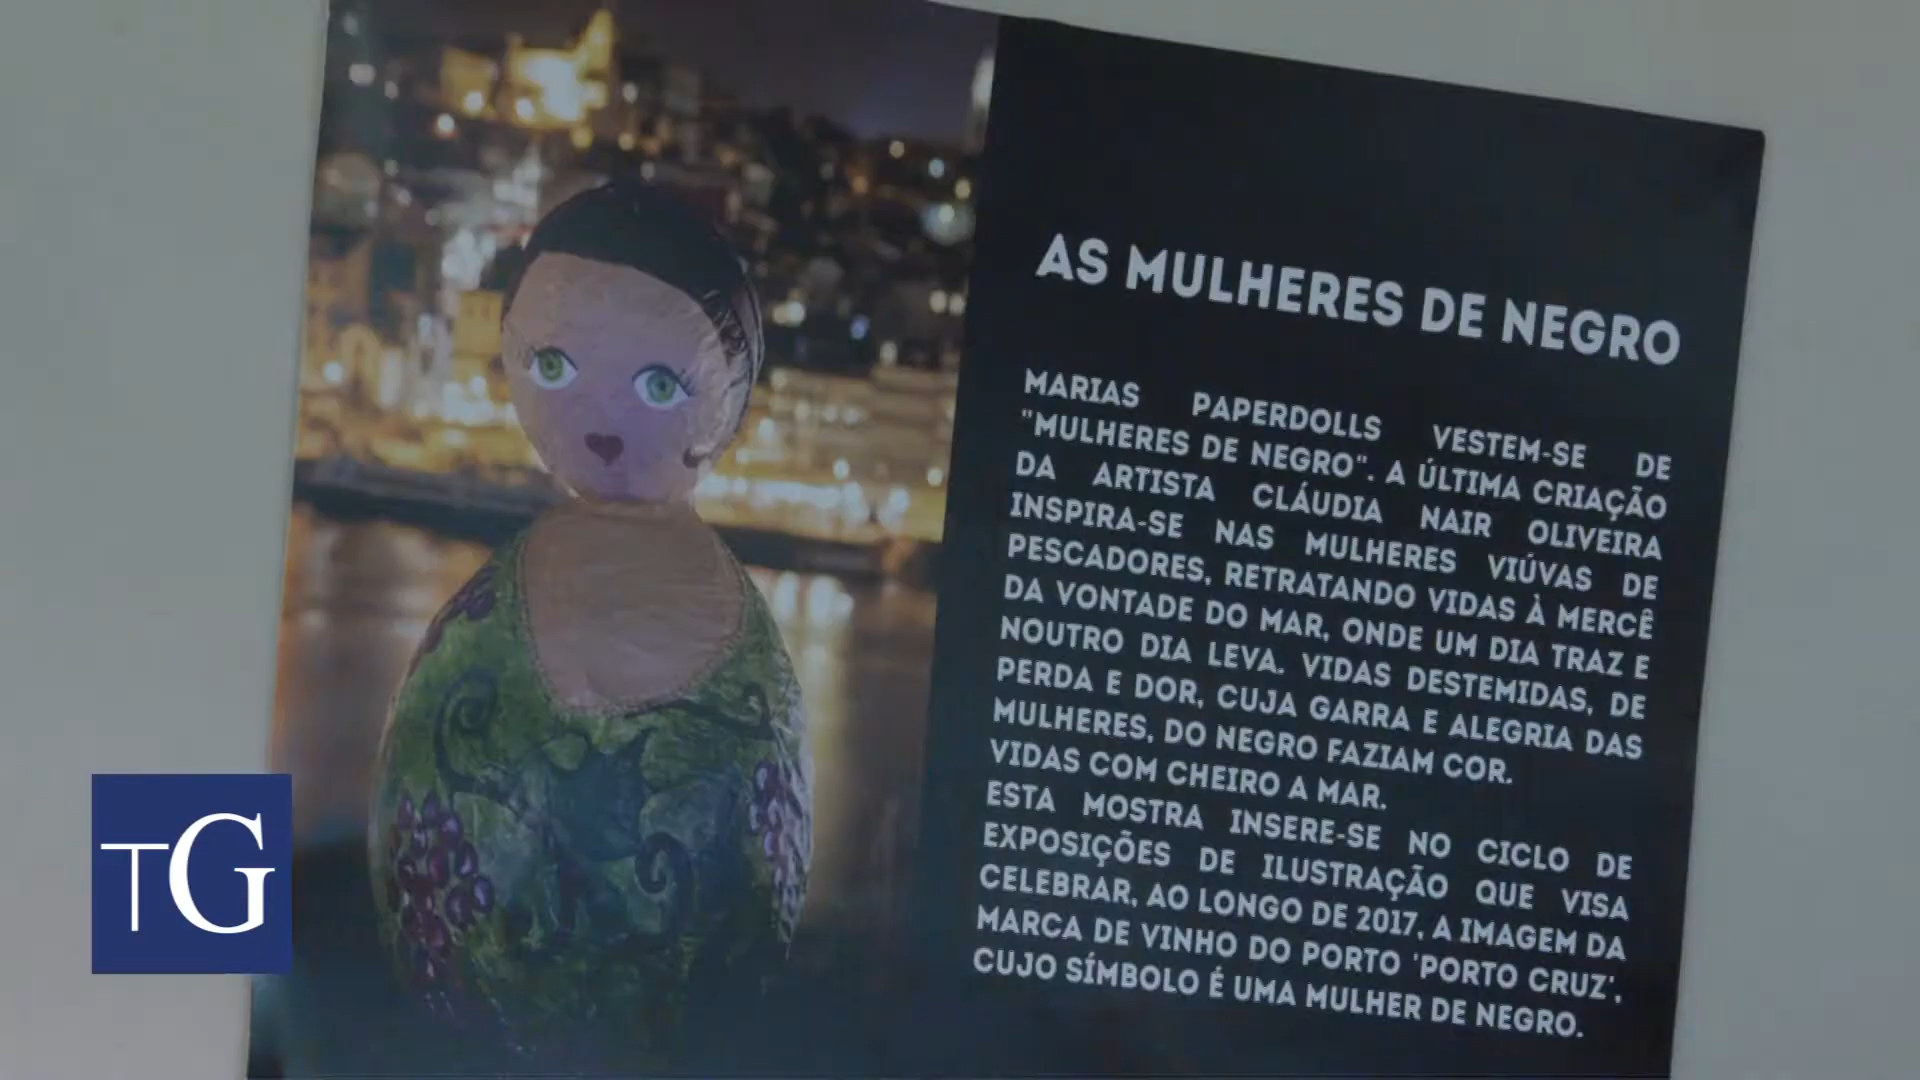 AS MULHERES DE NEGRO
MARIAS PAPERDOLLS VESTEM-SE DE
"MULHERES DE NEGRO". A ÚLTIMA CRIAÇÃO
DA ARTISTA CLÁUDIA NAIR OLIVEIRA
INSPIRA-SE NAS MULHERES VIÚVAS DE
PESCADORES, RETRATANDO VIDAS À MERCÊ
DA VONTADE DO MAR, ONDE UM DIA TRAZ E
NOUTRO DIA LEVA. VIDAS DESTEMIDAS, DE
PERDA E DOR, CUJA GARRA E ALEGRIA DAS
MULHERES, DO NEGRO FAZIAM COR.
VIDAS COM CHEIRO A MAR.
ESTA MOSTRA INSERE-SE NO CICLO DE
EXPOSIÇÕES DE ILUSTRAÇÃO QUE VISA
CELEBRAR, AO LONGO DE 2017, A IMAGEM DA
MARCA DE VINHO DO PORTO 'PORTO CRUZ',
CUJO SÍMBOLO É UMA MULHER DE NEGRO.
TG